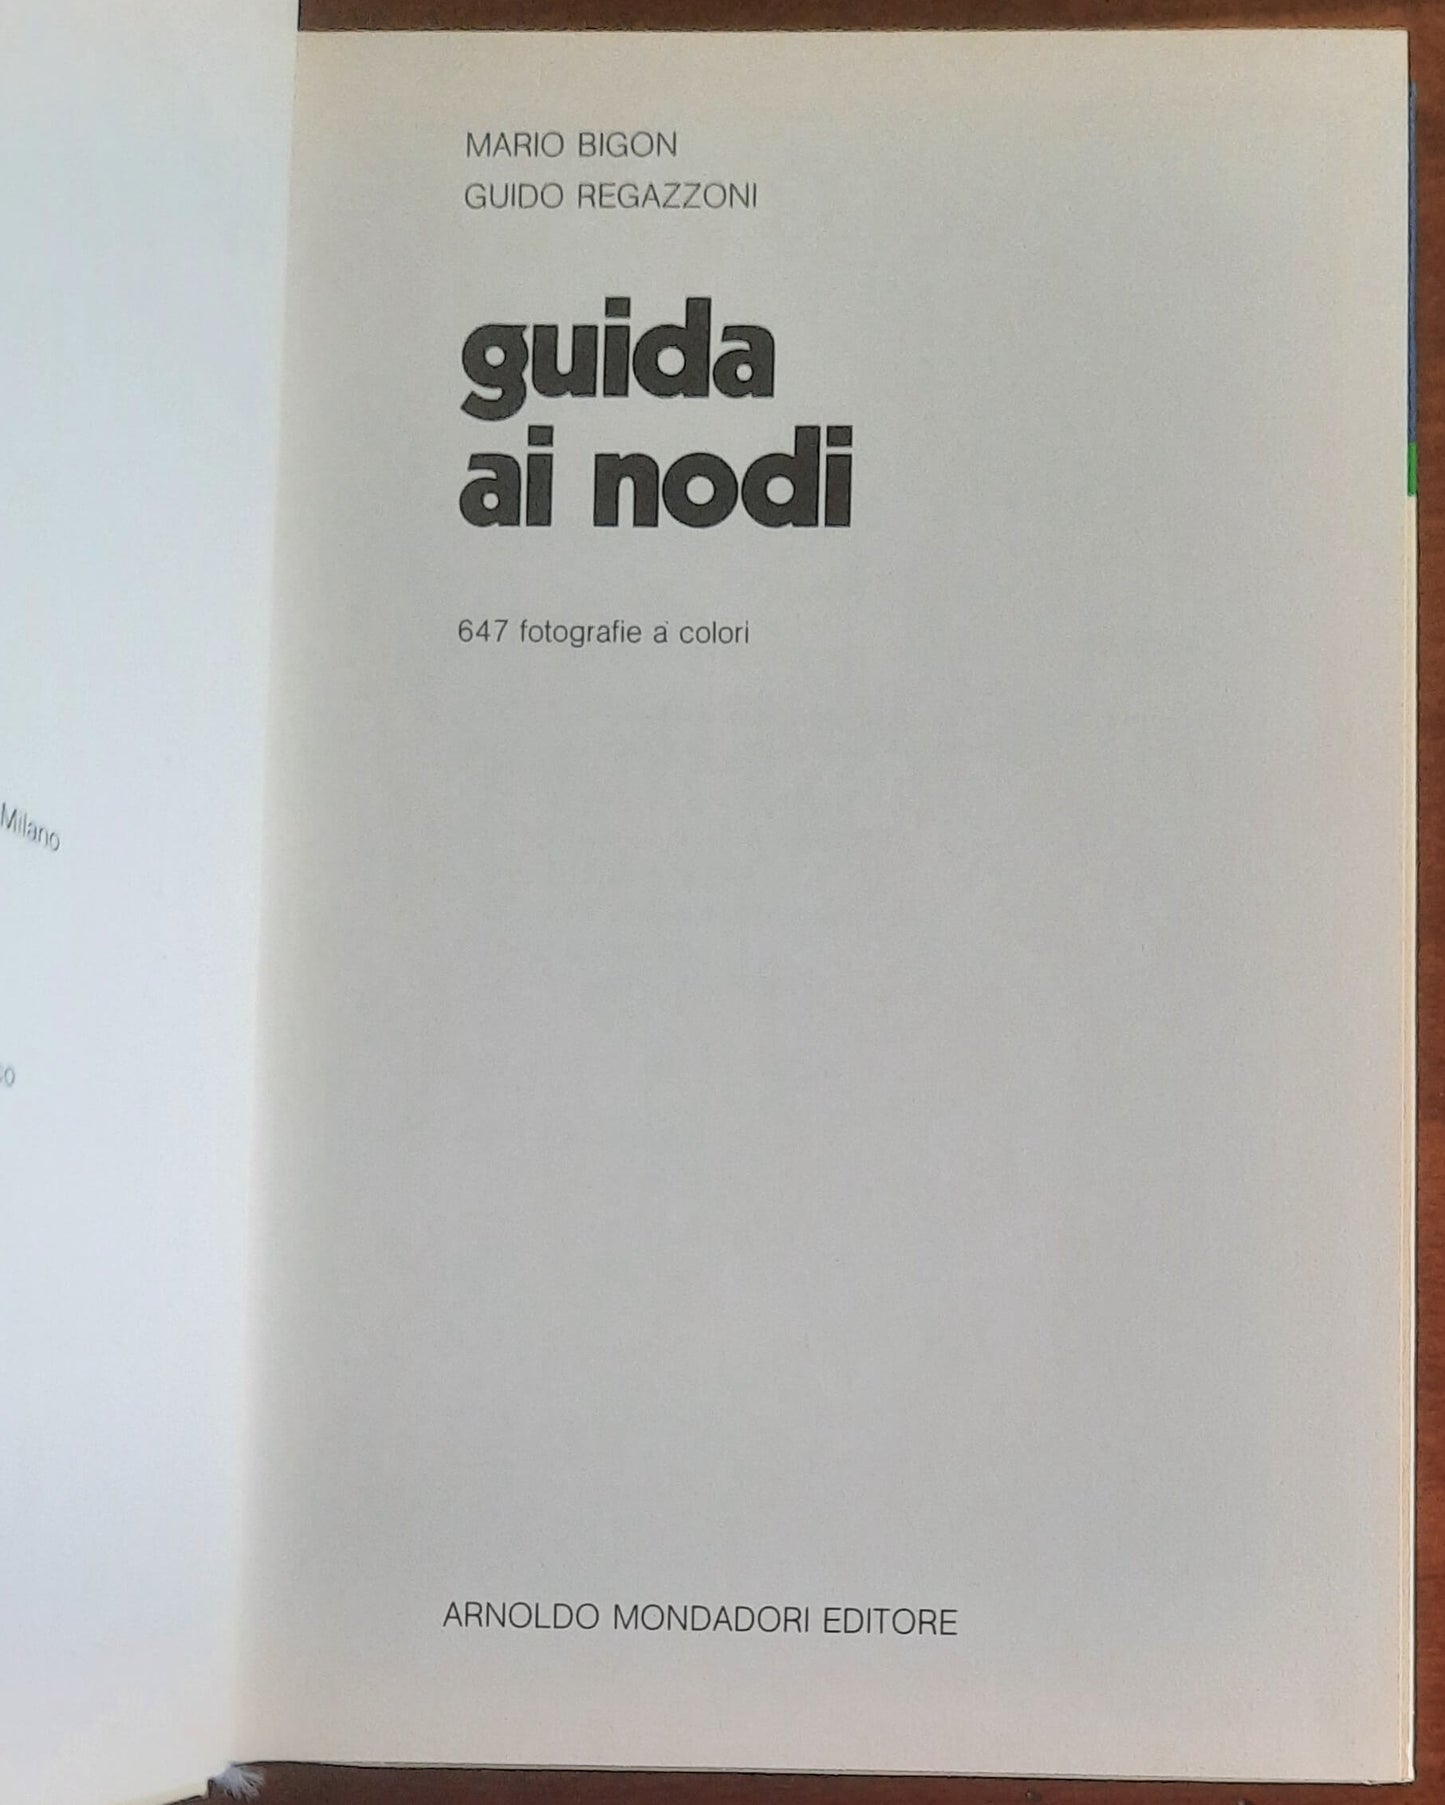 Milano
MARIO BIGON
GUIDO REGAZZONI
guida
ai nodi
647 fotografie a colori
ARNOLDO MONDADORI EDITORE